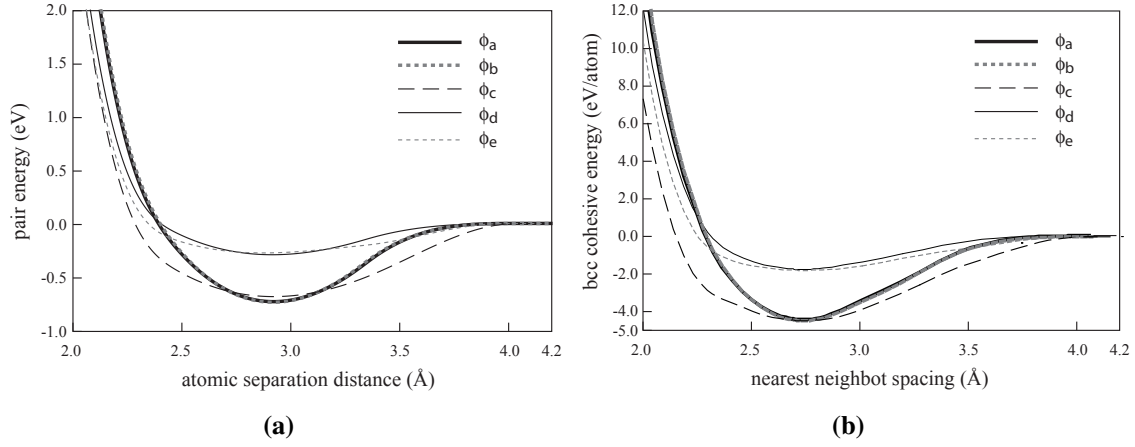 2.0
1.5
1.0
0.5
0.0
-0.5
-1.0
pair energy (eV)
ϕa
ϕb
ϕc
ϕd
ϕe
2.0 2.5 3.0 3.5 4.0 4.2
atomic separation distance (Å)
(a)
12.0
10.0
8.0
6.0
4.0
2.0
0.0
-2.0
-4.0
-5.0
bcc cohesive energy (eV/atom)
ϕa
ϕb
ϕc
ϕd
ϕe
2.0 2.5 3.0 3.5 4.0 4.2
nearest neighbot spacing (Å)
(b)